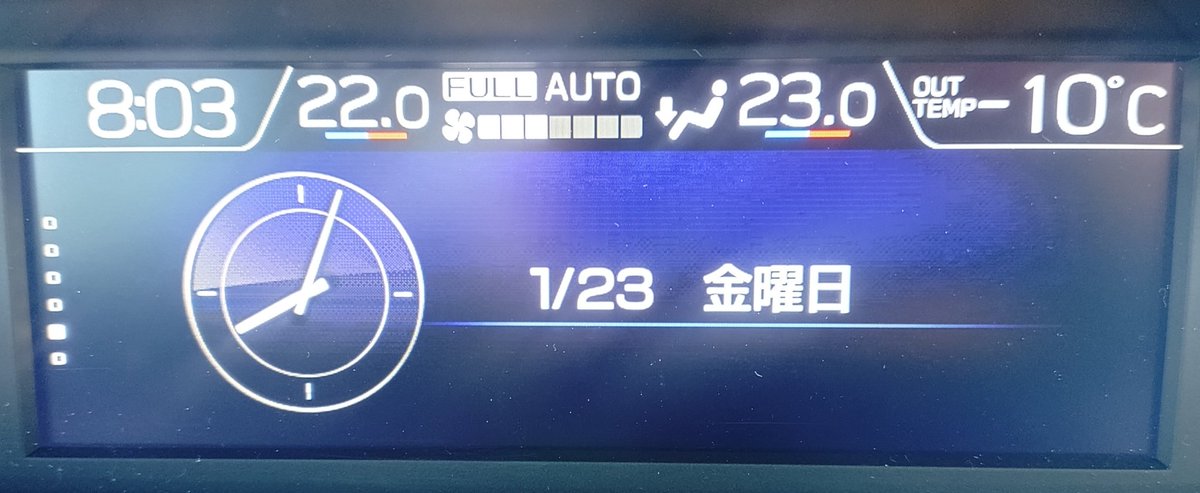 8:03 22.0 FULL AUTO 23.0 OUT TEMP -10°C
1/23 金曜日